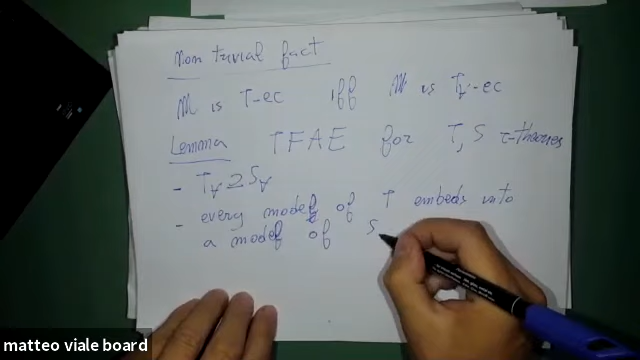 Non trivial fact
M is T-ec iff M is T∀-ec
Lemma TFAE for T, S τ-theories
- T∀ ⊇ S∀
- every model of T embeds into
a model of S
matteo viale board